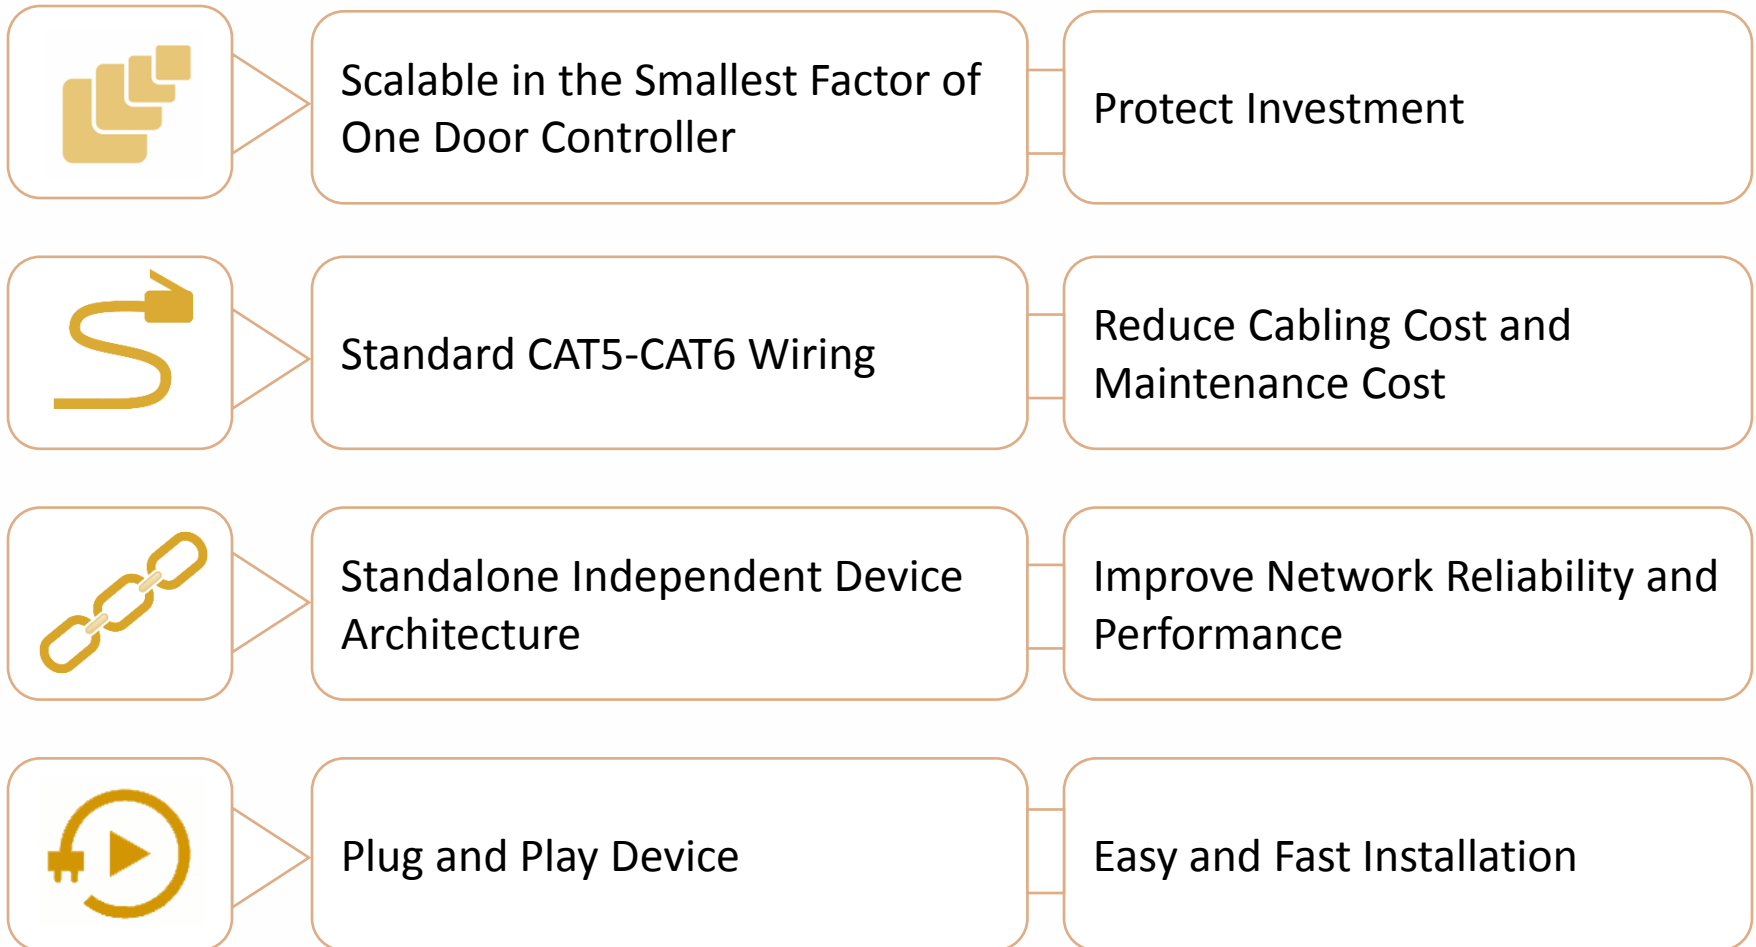 Scalable in the Smallest Factor of
One Door Controller
Protect Investment
Standard CAT5-CAT6 Wiring
Reduce Cabling Cost and
Maintenance Cost
Standalone Independent Device
Architecture
Improve Network Reliability and
Performance
Plug and Play Device
Easy and Fast Installation